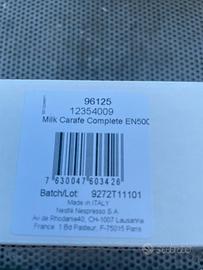 96125
12354009
Milk Carafe Complete EN500
7 630047 603426
Batch/Lot: 9272T11101
Made in ITALY
Nestlé Nespresso S.A.
Av. de Rhodanie40, CH-1007 Lausanne
France 1 Bd Pasteur, F-75015 Paris
subito